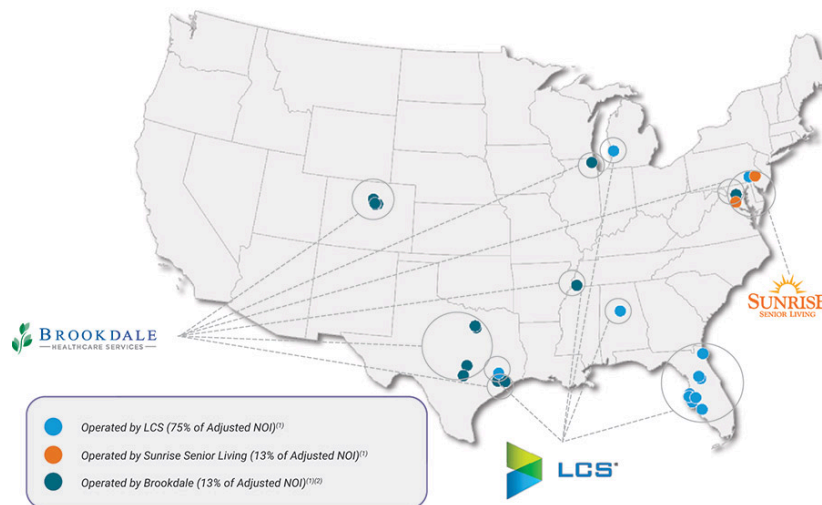 SUNRISE
SENIOR LIVING
BROOKDALE
HEALTHCARE SERVICES
Operated by LCS (75% of Adjusted NOI)(1)
Operated by Sunrise Senior Living (13% of Adjusted NOI)(1)
Operated by Brookdale (13% of Adjusted NOI)(1)(2)
LCS®